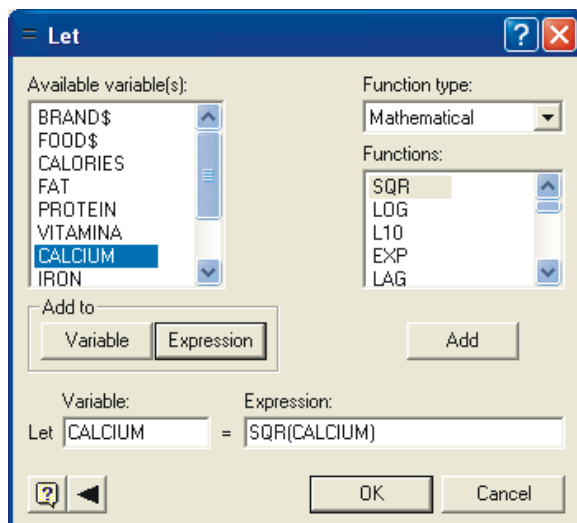 Let
Available variable(s):
BRAND$
FOOD$
CALORIES
FAT
PROTEIN
VITAMINA
CALCIUM
IRON
Function type:
Mathematical
Functions:
SQR
LOG
L10
EXP
LAG
Add to
Variable
Expression
Add
Variable:
Expression:
Let CALCIUM = SQR(CALCIUM)
OK
Cancel